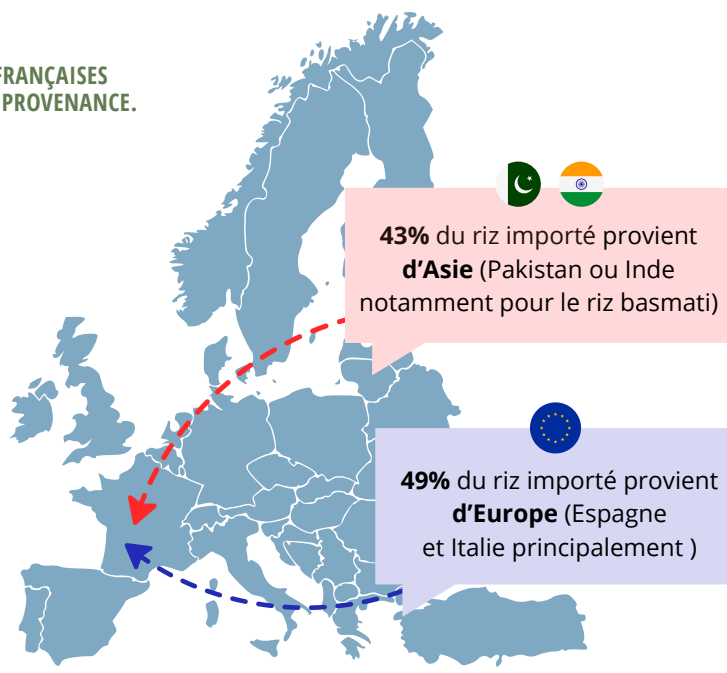 FRANÇAISES
PROVENANCE.
43% du riz importé provient
d'Asie (Pakistan ou Inde
notamment pour le riz basmati)
49% du riz importé provient
d'Europe (Espagne
et Italie principalement )